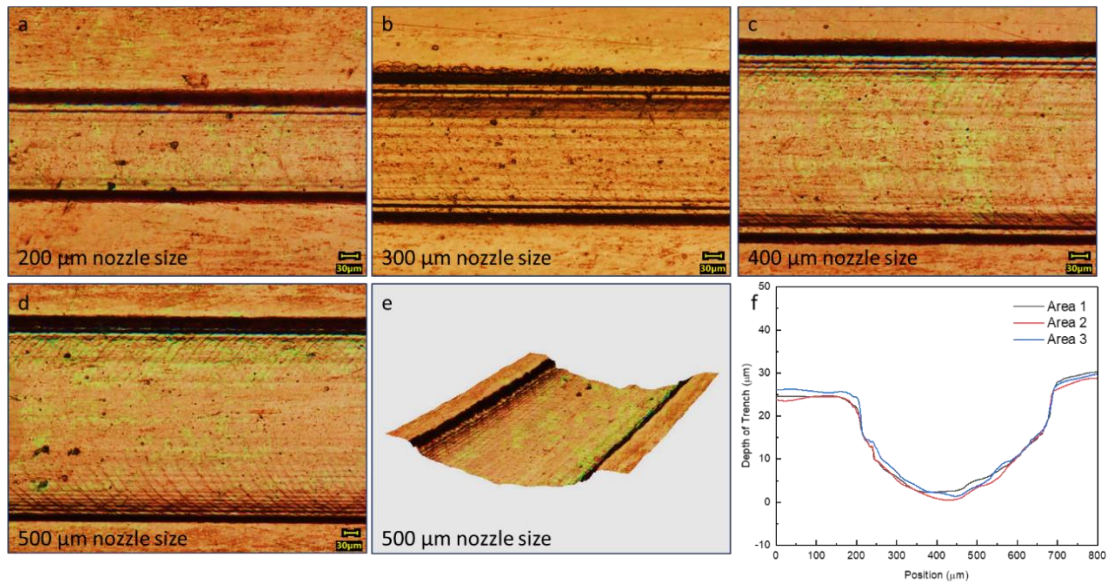 a
200 µm nozzle size
30µm
b
300 µm nozzle size
30µm
c
400 µm nozzle size
30µm
d
500 µm nozzle size
30µm
e
500 µm nozzle size
f
Area 1
Area 2
Area 3
50
40
30
20
10
0
-10
Depth of Trench (µm)
0 100 200 300 400 500 600 700 800
Position (µm)